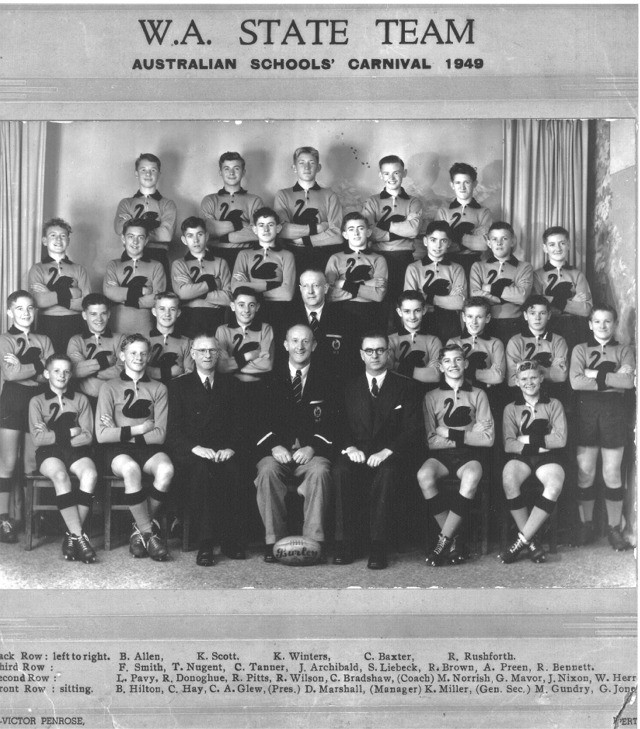 W.A. STATE TEAM
AUSTRALIAN SCHOOLS' CARNIVAL 1949
Burley
ack Row: left to right. B. Allen, K. Scott. K. Winters, C. Baxter, R. Rushforth.
hird Row : F. Smith, T. Nugent, C. Tanner, J. Archibald, S. Liebeck, R. Brown, A. Preen, R. Bennett.
econd Row : L. Pavy. R. Donoghue, R. Pitts, R. Wilson, C. Bradshaw, (Coach) M. Norrish, G. Mavor, J. Nixon, W. Herr
ront Row : sitting. B, Hilton, C. Hay, C. A. Glew, (Pres.) D. Marshall, (Manager) K. Miller, (Gen. Sec.) M. Gundry, G. Jone
-VICTOR PENROSE, PERT